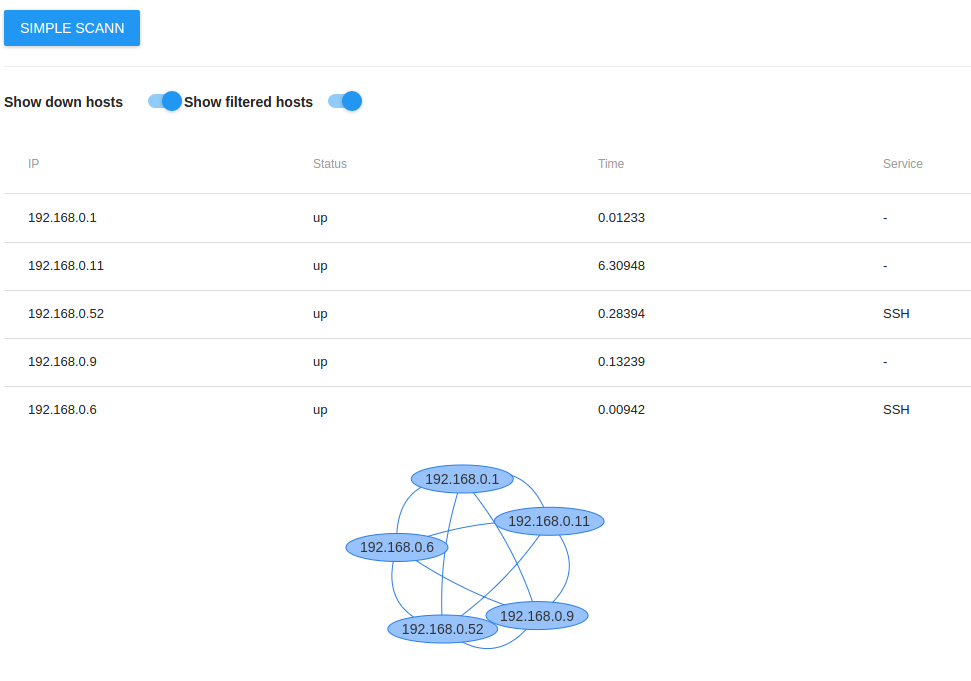 SIMPLE SCANN
Show down hosts Show filtered hosts
IP Status Time Service
192.168.0.1 up 0.01233 -
192.168.0.11 up 6.30948 -
192.168.0.52 up 0.28394 SSH
192.168.0.9 up 0.13239 -
192.168.0.6 up 0.00942 SSH
192.168.0.1
192.168.0.11
192.168.0.6
192.168.0.9
192.168.0.52